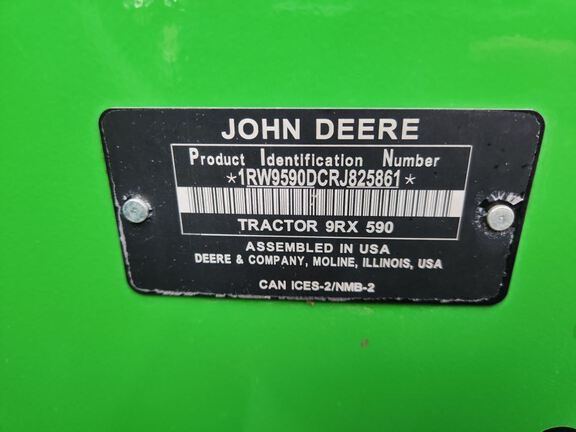 JOHN DEERE
Product Identification Number
*1RW9590DCRJ825861*
TRACTOR 9RX 590
ASSEMBLED IN USA
DEERE & COMPANY, MOLINE, ILLINOIS, USA
CAN ICES-2/NMB-2